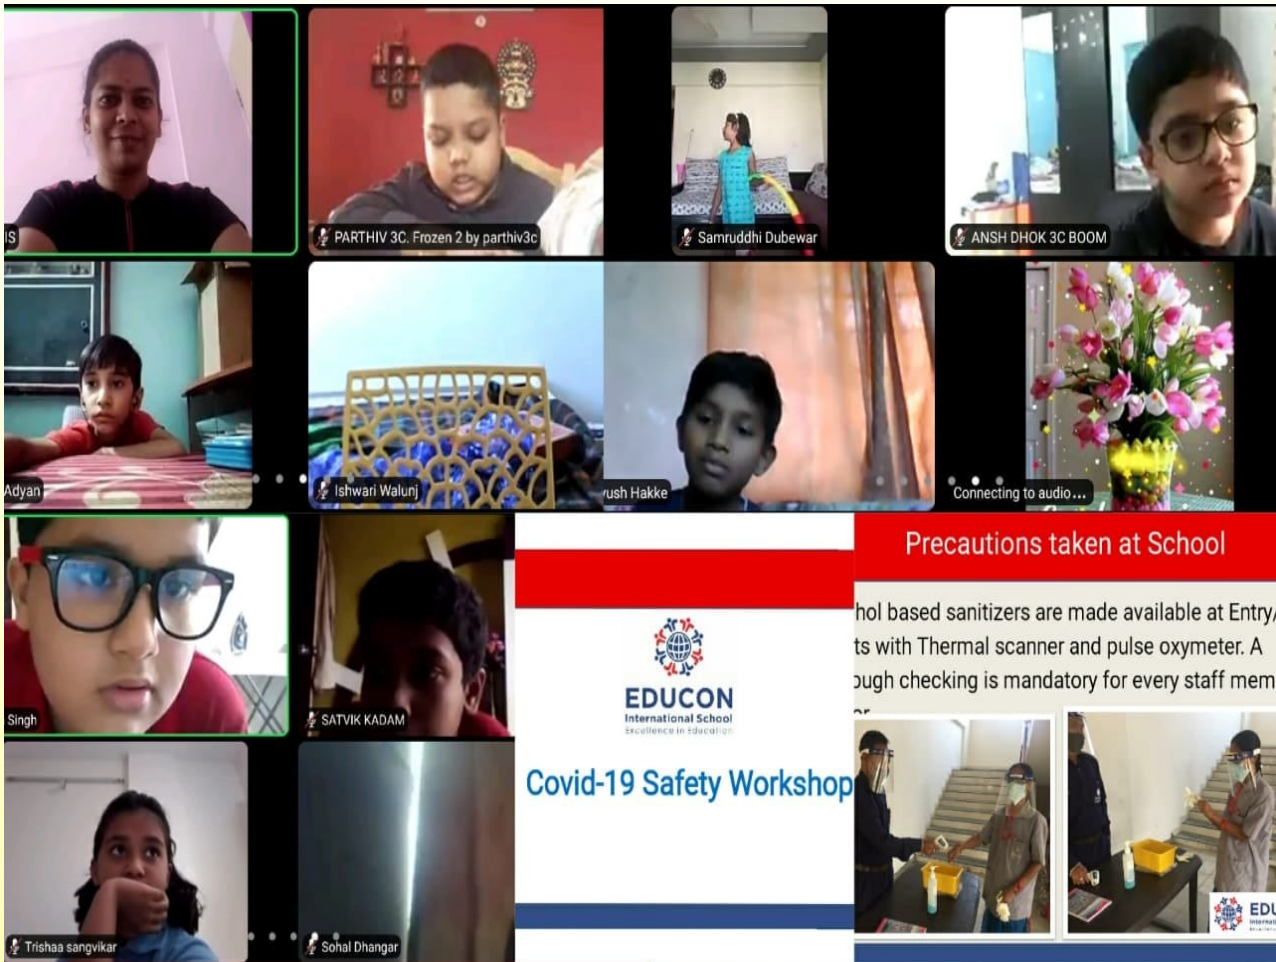 IS
PARTHIV 3C. Frozen 2 by parthiv3c
Samruddhi Dubewar
ANSH DHOK 3C BOOM
Adyan
Ishwari Walunj
yush Hakke
Connecting to audio...
Singh
SATVIK KADAM
EDUCON
International School
Excellence in Education
Covid-19 Safety Workshop
Precautions taken at School
hol based sanitizers are made available at Entry/
ts with Thermal scanner and pulse oxymeter. A
ough checking is mandatory for every staff mem
EDU
Internation
Trishaa sangvikar
Sohal Dhangar